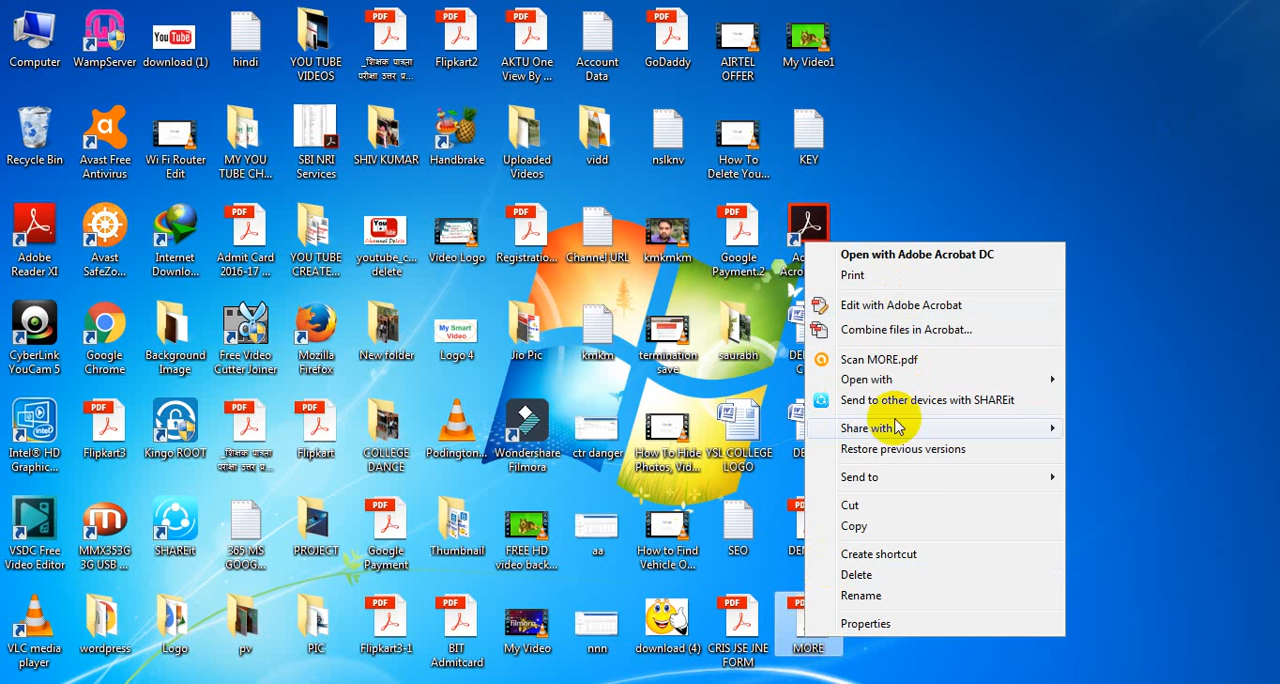 Computer
WampServer
download (1)
hindi
YOU TUBE
VIDEOS
_शिक्षक पात्रता
परीक्षा उत्तर प्र...
Flipkart2
AKTU One
View By ...
Account
Data
GoDaddy
AIRTEL
OFFER
My Video1
Recycle Bin
Avast Free
Antivirus
Wi Fi Router
Edit
MY YOU
TUBE CH...
SBI NRI
Services
SHIV KUMAR
Handbrake
Uploaded
Videos
vidd
nslknv
How To
Delete You...
KEY
Adobe
Reader XI
Avast
SafeZo...
Internet
Downlo...
Admit Card
2016-17 ...
YOU TUBE
CREATE...
youtube_c...
delete
Video Logo
Registratio...
Channel URL
kmkmkm
Google
Payment.2
CyberLink
YouCam 5
Google
Chrome
Background
Image
Free Video
Cutter Joiner
Mozilla
Firefox
New folder
Logo 4
Jio Pic
kmkm
termination
save
saurabh
Intel® HD
Graphic...
Flipkart3
Kingo ROOT
_शिक्षक पात्रता
परीक्षा उत्तर प्र...
Flipkart
COLLEGE
DANCE
Podington...
Wondershare
Filmora
ctr danger
How To Hide
Photos, Vid...
VSL COLLEGE
LOGO
VSDC Free
Video Editor
MMX353G
3G USB ...
SHAREit
365 MS
GOOG...
PROJECT
Google
Payment
Thumbnail
FREE HD
video back...
aa
How to Find
Vehicle O...
SEO
VLC media
player
wordpress
Logo
pv
PIC
Flipkart3-1
BIT
Admitcard
My Video
nnn
download (4)
CRIS JSE JNE
FORM
MORE
Open with Adobe Acrobat DC
Print
Edit with Adobe Acrobat
Combine files in Acrobat...
Scan MORE.pdf
Open with
Send to other devices with SHAREit
Share with
Restore previous versions
Send to
Cut
Copy
Create shortcut
Delete
Rename
Properties